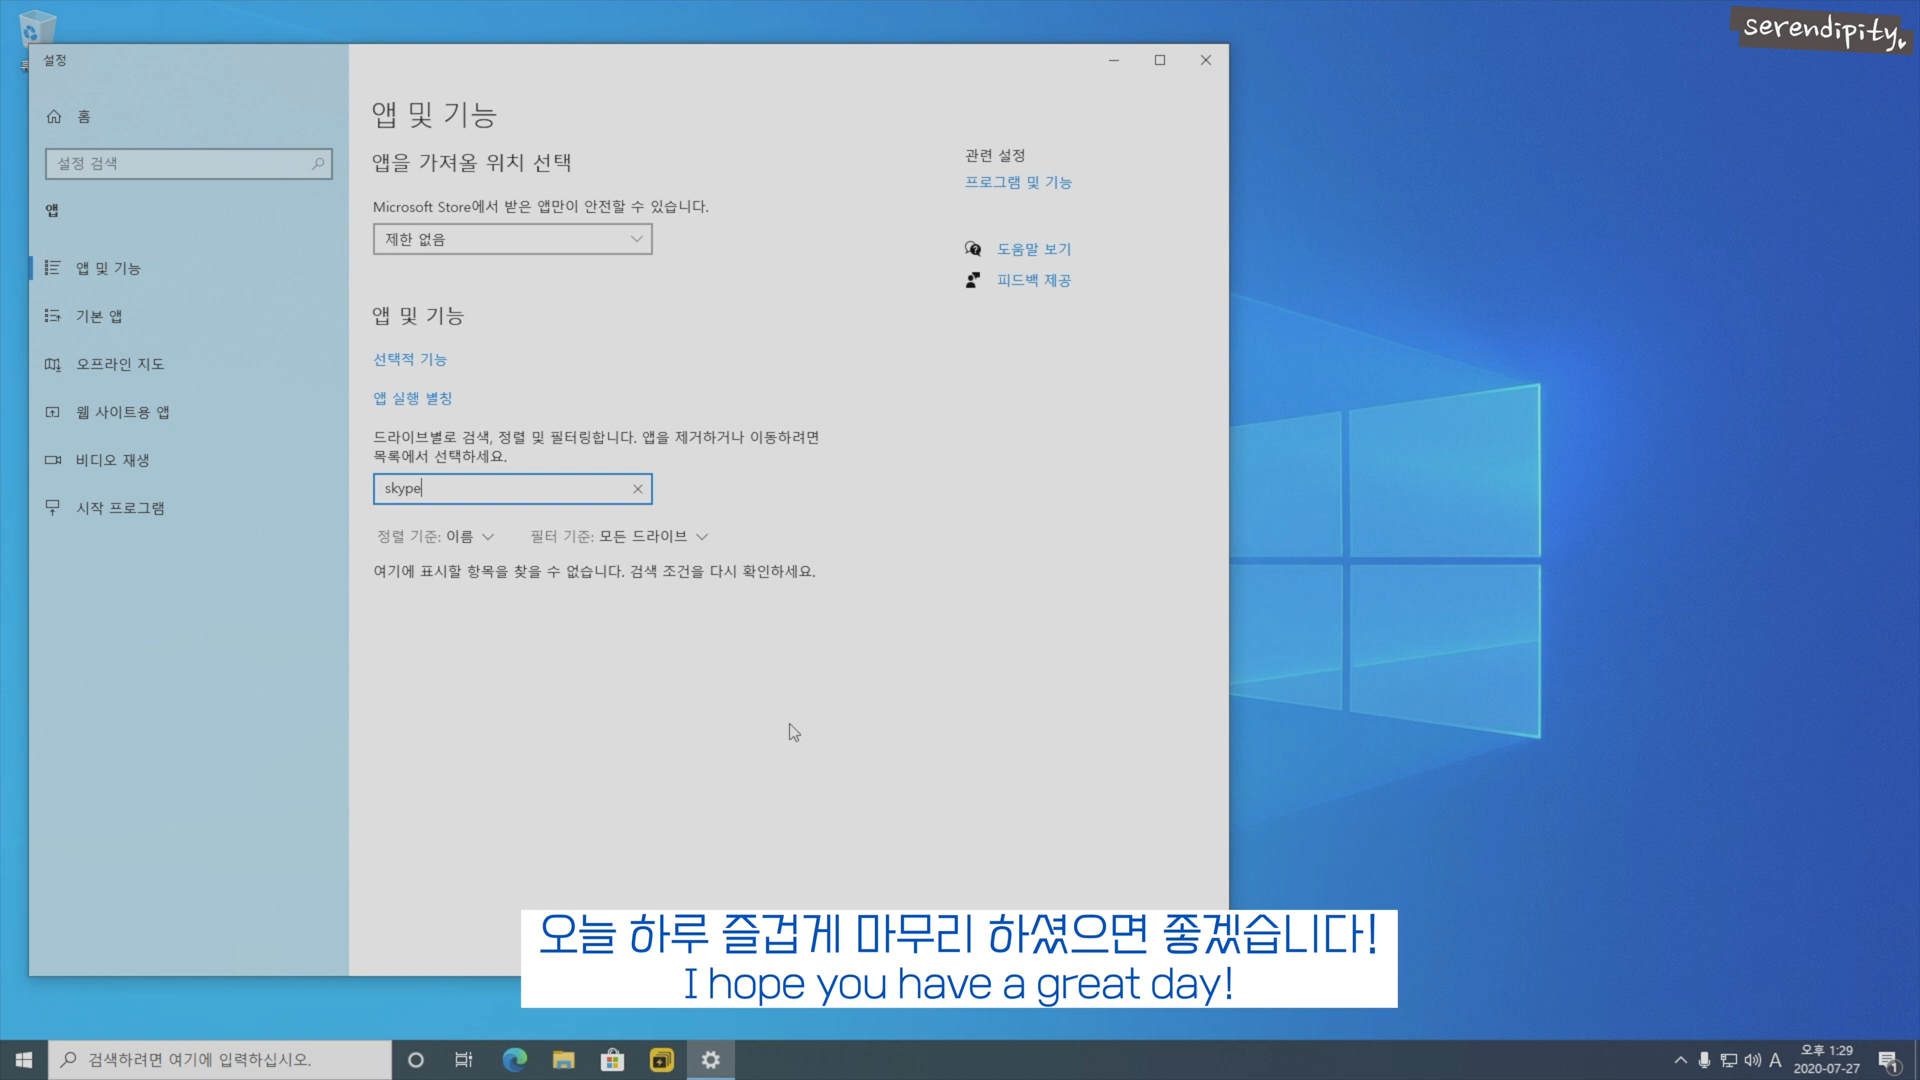 serendipity
설정
홈
설정 검색
앱
앱 및 기능
기본 앱
오프라인 지도
웹 사이트용 앱
비디오 재생
시작 프로그램
앱 및 기능
앱을 가져올 위치 선택
Microsoft Store에서 받은 앱만이 안전할 수 있습니다.
제한 없음
앱 및 기능
선택적 기능
앱 실행 별칭
드라이브별로 검색, 정렬 및 필터링합니다. 앱을 제거하거나 이동하려면
목록에서 선택하세요.
skype
정렬 기준: 이름 필터 기준: 모든 드라이브
여기에 표시할 항목을 찾을 수 없습니다. 검색 조건을 다시 확인하세요.
관련 설정
프로그램 및 기능
도움말 보기
피드백 제공
오늘 하루 즐겁게 마무리 하셨으면 좋겠습니다!
I hope you have a great day!
검색하려면 여기에 입력하십시오.
A
오후 1:29
2020-07-27
1